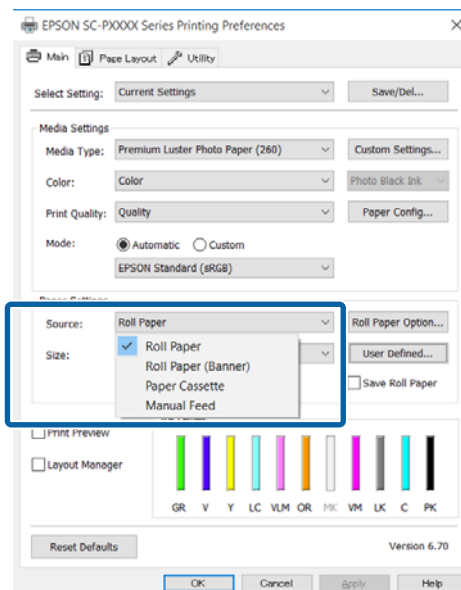 EPSON SC-PXXXX Series Printing Preferences
Main Page Layout Utility
Select Setting: Current Settings Save/Del...
Media Settings
Media Type: Premium Luster Photo Paper (260) Custom Settings...
Color: Color Photo Black Ink
Print Quality: Quality Paper Config...
Mode: Automatic Custom
EPSON Standard (sRGB)
Paper Settings
Source: Roll Paper Roll Paper Option...
Roll Paper
Size: User Defined...
Roll Paper (Banner)
Paper Cassette Save Roll Paper
Manual Feed
Print Preview
Layout Manager
GR V Y LC VLM OR MK VM LK C PK
Reset Defaults Version 6.70
OK Cancel Apply Help